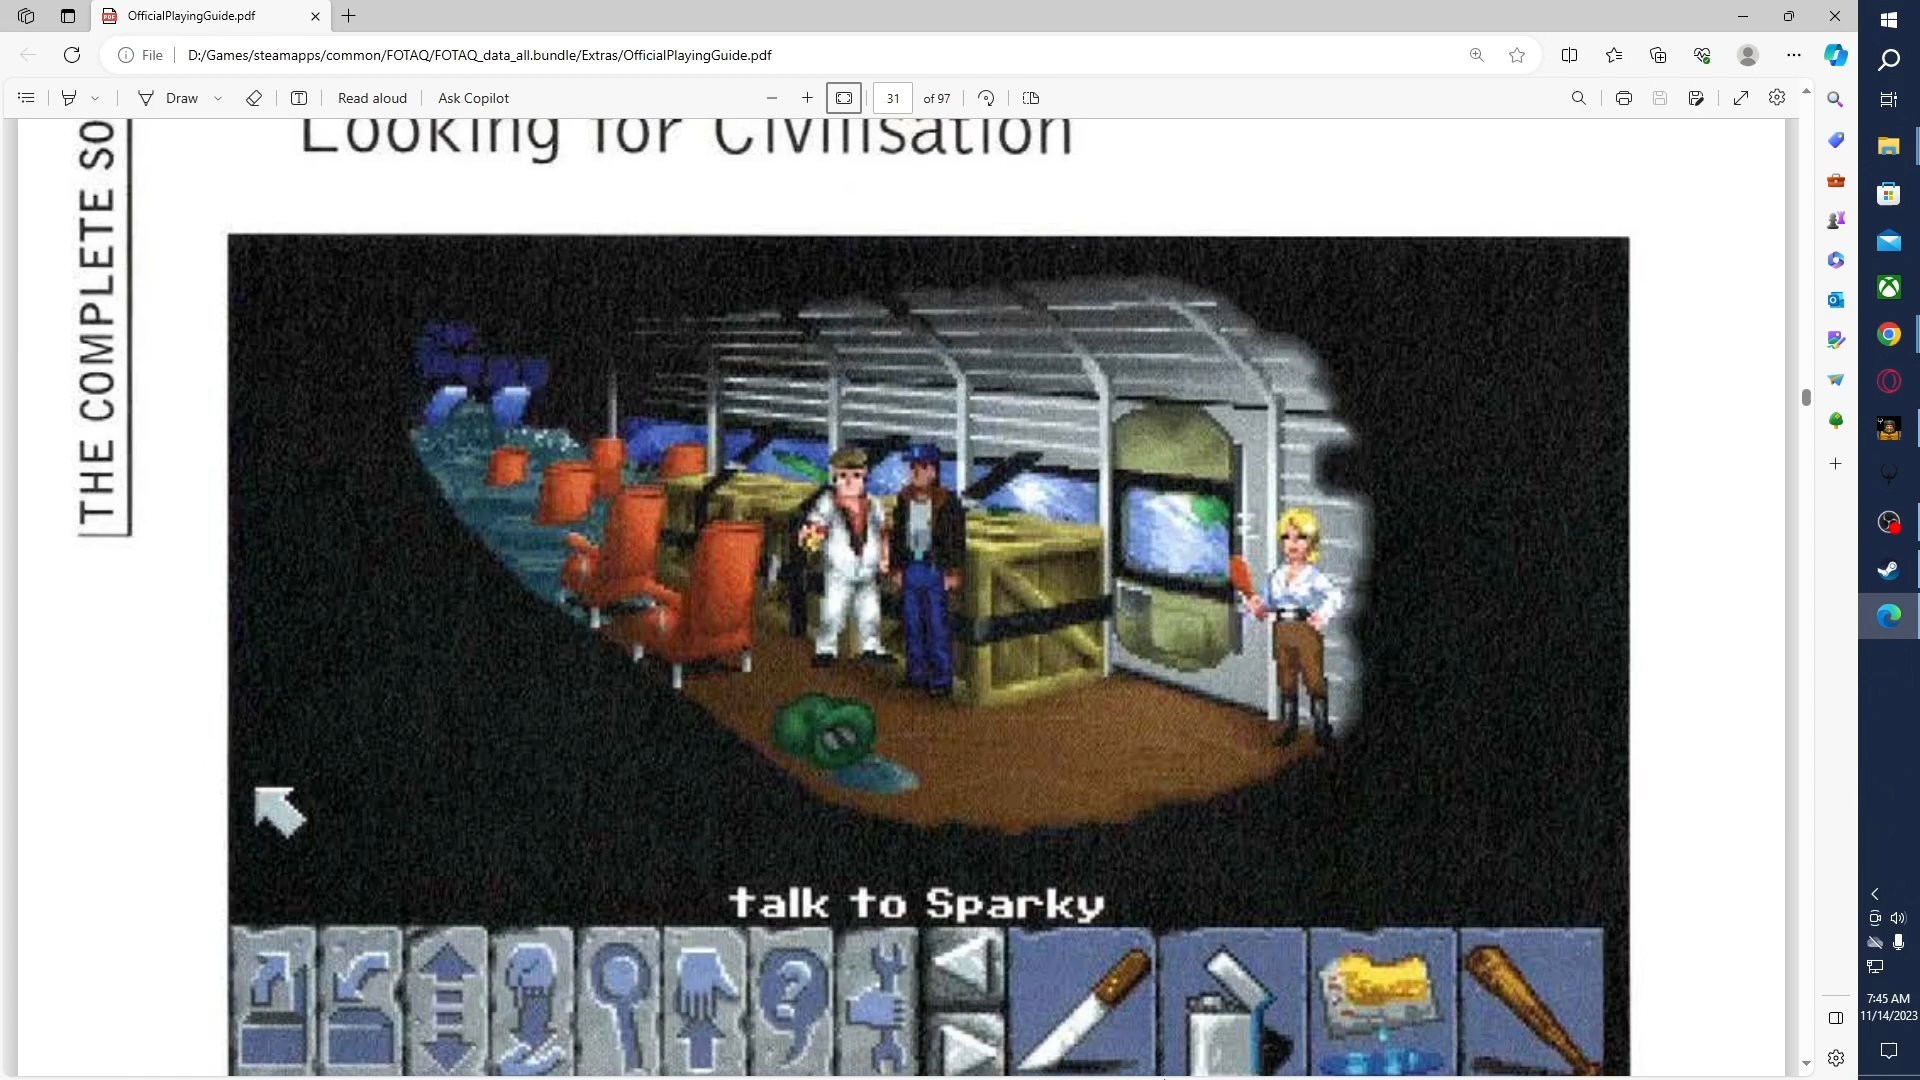 OfficialPlayingGuide.pdf
File
D:/Games/steamapps/common/FOTAQ/FOTAQ_data_all.bundle/Extras/OfficialPlayingGuide.pdf
Draw
Read aloud
Ask Copilot
31
of 97
THE COMPLETE SO
Looking for Civilisation
talk to Sparky
7:45 AM
11/14/2023